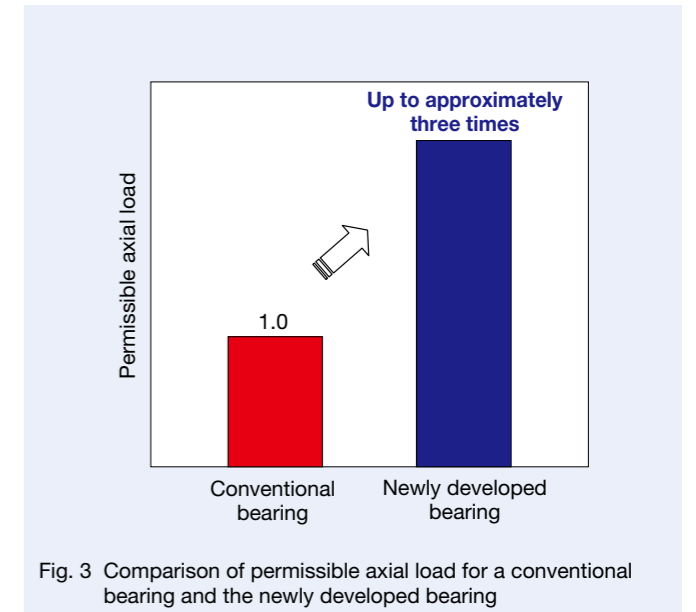 Up to approximately
three times
Permissible axial load
1.0
Conventional
bearing
Newly developed
bearing
Fig. 3 Comparison of permissible axial load for a conventional
bearing and the newly developed bearing